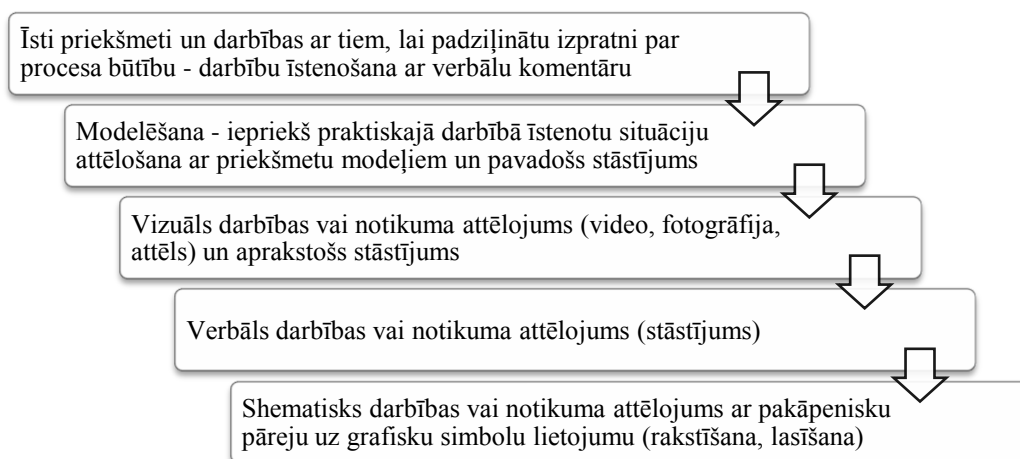 Īsti priekšmeti un darbības ar tiem, lai padziļinātu izpratni par
procesa būtību - darbību īstenošana ar verbālu komentāru
Modelēšana - iepriekš praktiskajā darbībā īstenotu situāciju
attēlošana ar priekšmetu modeļiem un pavadošs stāstījums
Vizuāls darbības vai notikuma attēlojums (video, fotogrāfija,
attēls) un aprakstošs stāstījums
Verbāls darbības vai notikuma attēlojums (stāstījums)
Shematisks darbības vai notikuma attēlojums ar pakāpenisku
pāreju uz grafisku simbolu lietojumu (rakstīšana, lasīšana)